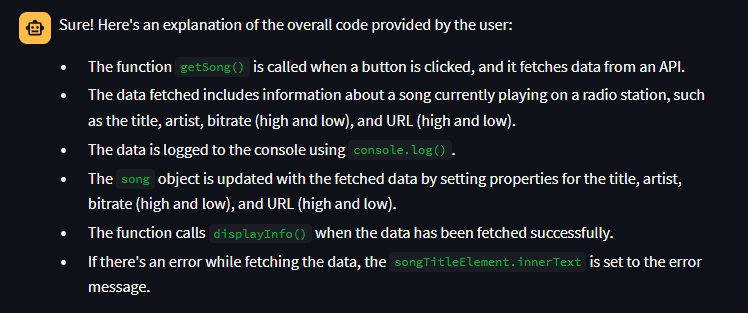 Sure! Here's an explanation of the overall code provided by the user:
• The function getSong() is called when a button is clicked, and it fetches data from an API.
• The data fetched includes information about a song currently playing on a radio station, such
as the title, artist, bitrate (high and low), and URL (high and low).
• The data is logged to the console using console.log().
• The song object is updated with the fetched data by setting properties for the title, artist,
bitrate (high and low), and URL (high and low).
• The function calls displayInfo() when the data has been fetched successfully.
• If there's an error while fetching the data, the songTitleElement.innerText is set to the error
message.